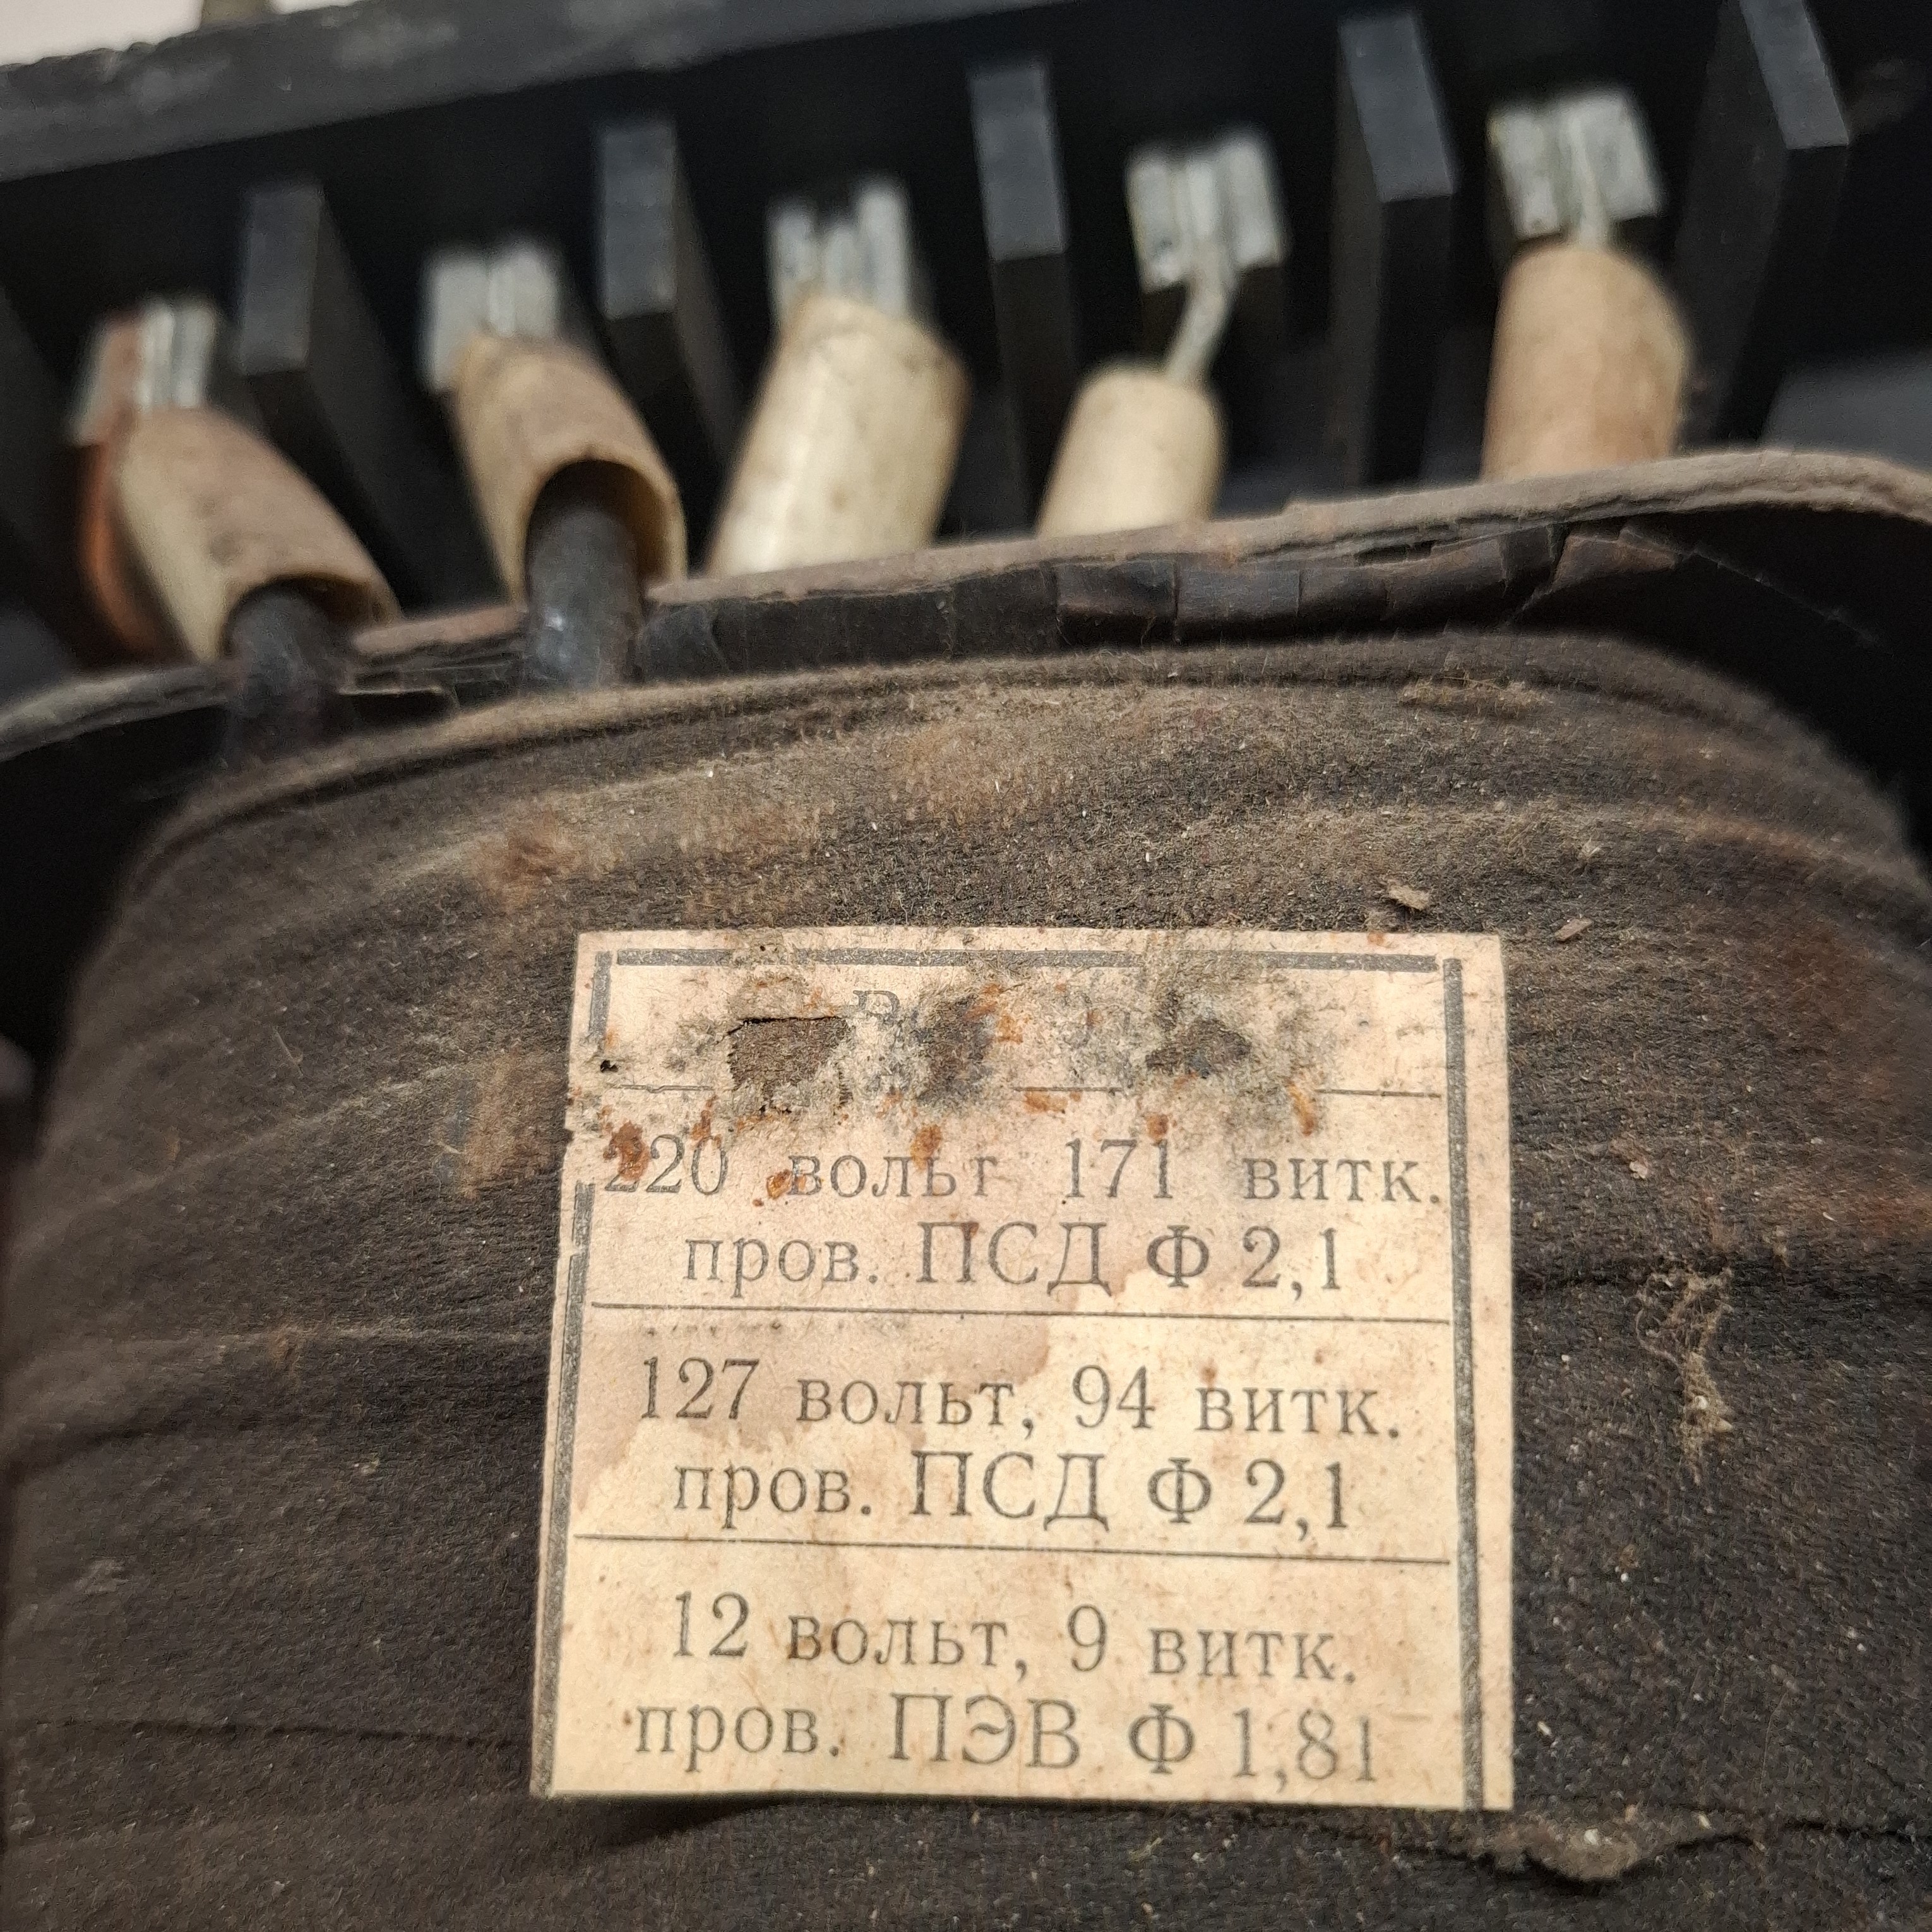 220 вольт 171 витк.
пров. ПСД Ф 2,1
127 вольт, 94 витк.
пров. ПСД Ф 2,1
12 вольт, 9 витк.
пров. ПЭВ Ф 1,81